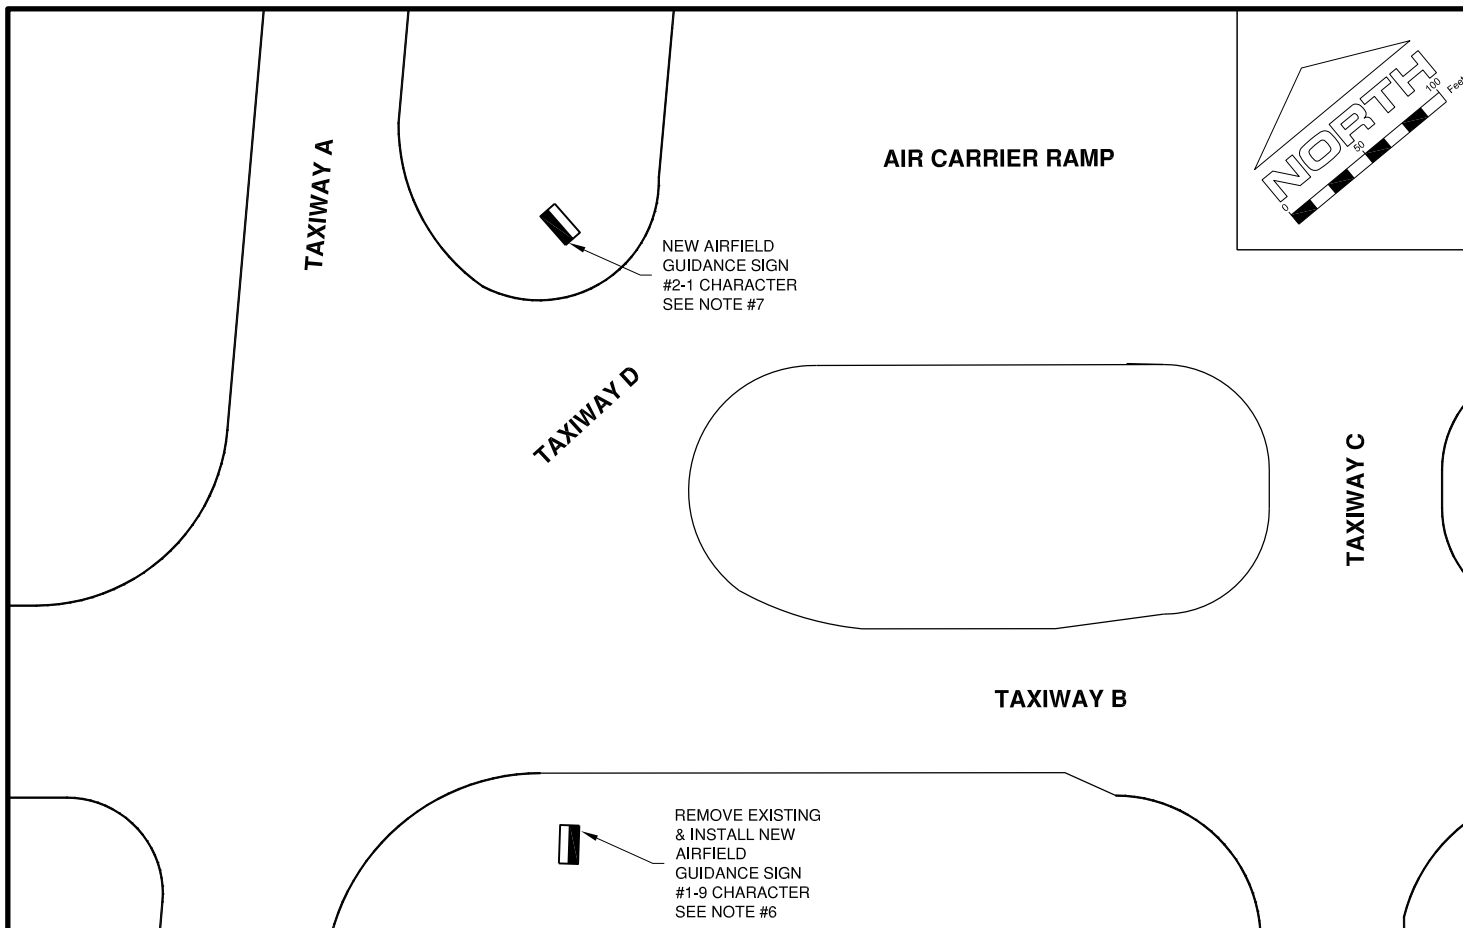 NORTH
0
50
100
Feet
AIR CARRIER RAMP
TAXIWAY A
NEW AIRFIELD
GUIDANCE SIGN
#2-1 CHARACTER
SEE NOTE #7
TAXIWAY D
TAXIWAY C
TAXIWAY B
REMOVE EXISTING
& INSTALL NEW
AIRFIELD
GUIDANCE SIGN
#1-9 CHARACTER
SEE NOTE #6